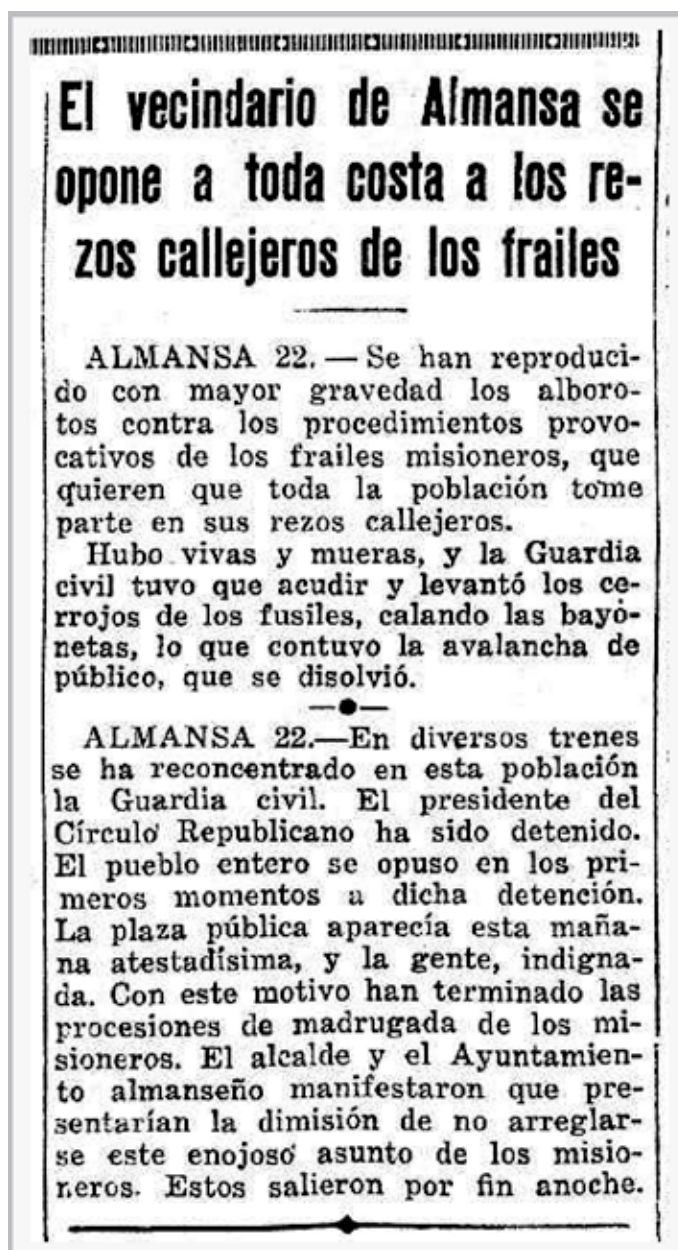 El vecindario de Almansa se
opone a toda costa a los re-
zos callejeros de los frailes
ALMANSA 22. — Se han reproduci-
do con mayor gravedad los alboro-
tos contra los procedimientos provo-
cativos de los frailes misioneros, que
quieren que toda la población tome
parte en sus rezos callejeros.
Hubo vivas y mueras, y la Guardia
civil tuvo que acudir y levantó los ce-
rrojos de los fusiles, calando las bayo-
netas, lo que contuvo la avalancha de
público, que se disolvió.
ALMANSA 22.—En diversos trenes
se ha reconcentrado en esta población
la Guardia civil. El presidente del
Círculo Republicano ha sido detenido.
El pueblo entero se opuso en los pri-
meros momentos a dicha detención.
La plaza pública aparecía esta maña-
na atestadísima, y la gente, indigna-
da. Con este motivo han terminado las
procesiones de madrugada de los mi-
sioneros. El alcalde y el Ayuntamien-
to almanseño manifestaron que pre-
sentarían la dimisión de no arreglar-
se este enojoso asunto de los misio-
neros. Estos salieron por fin anoche.